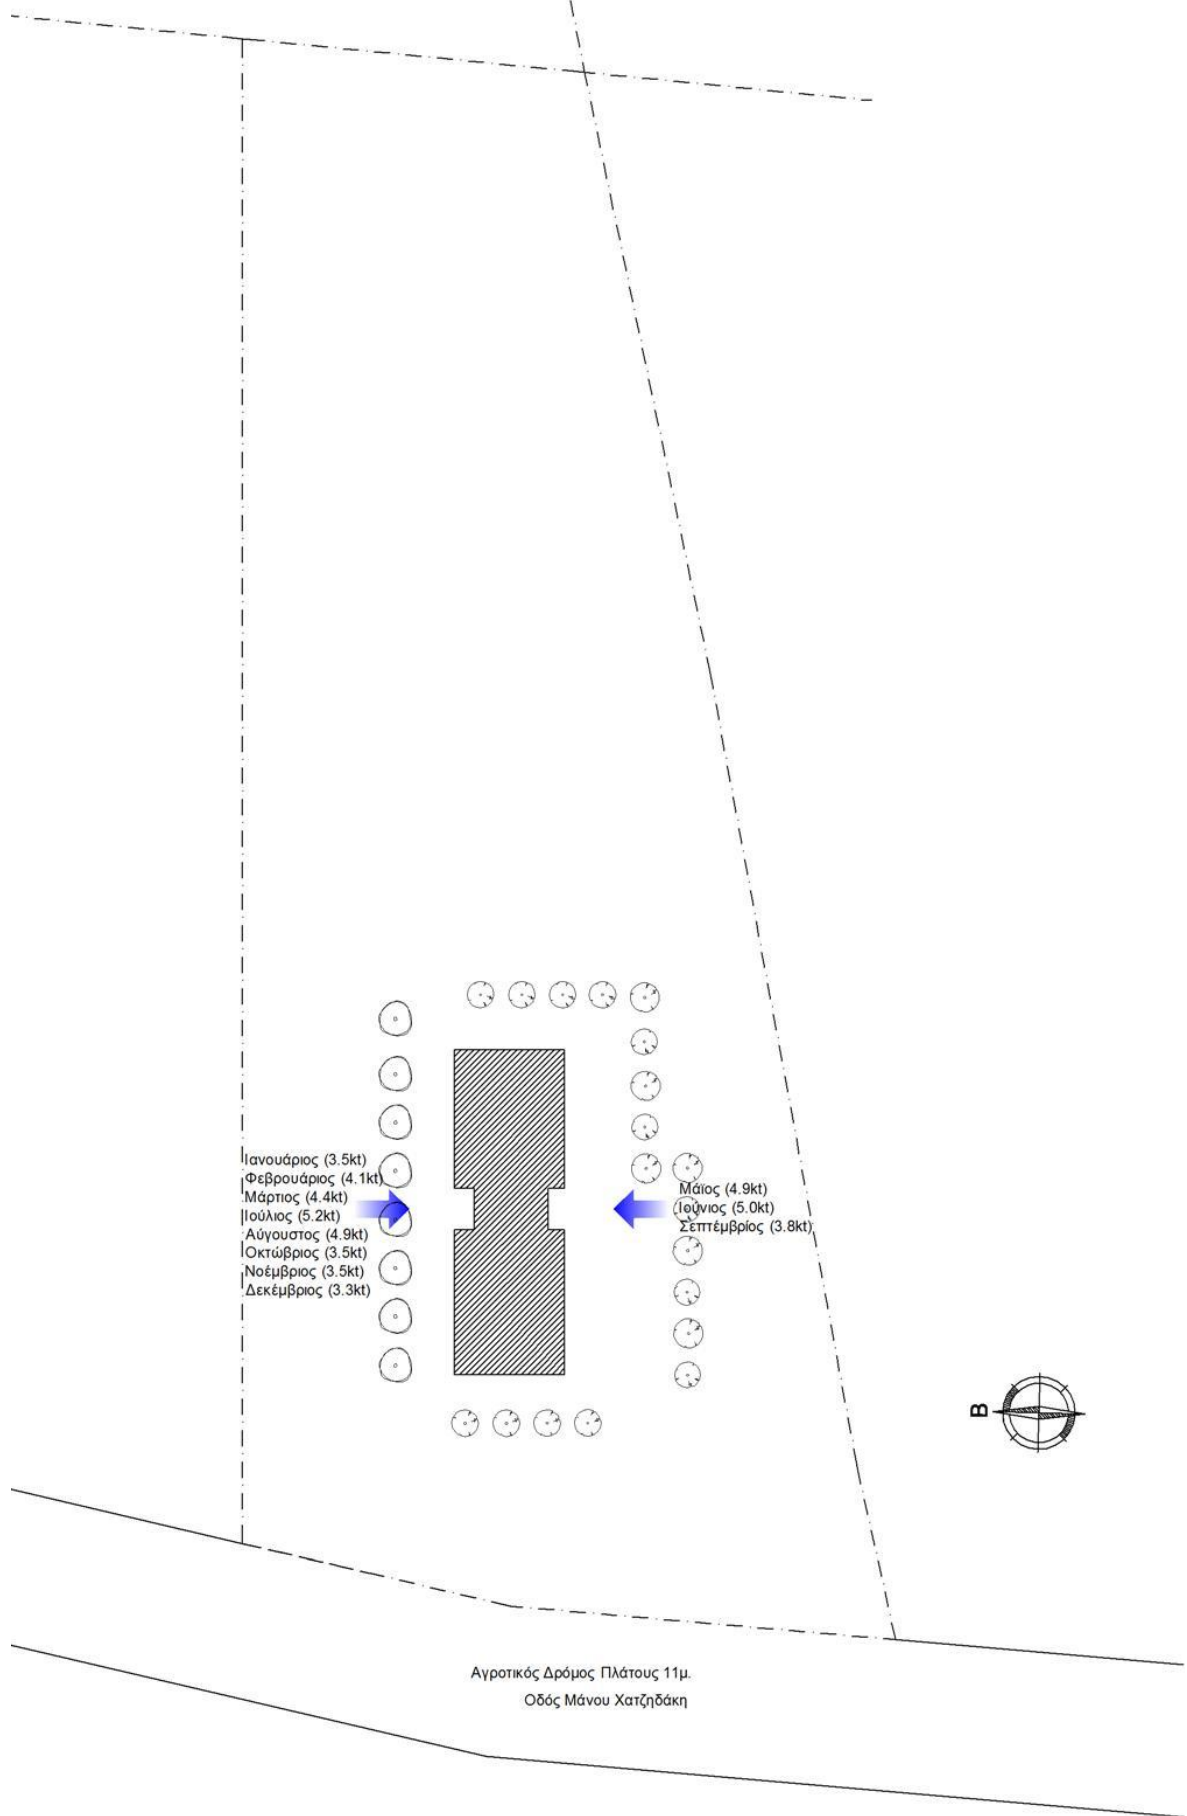 Ιανουάριος (3.5kt)
Φεβρουάριος (4.1kt)
Μάρτιος (4.4kt)
Ιούλιος (5.2kt)
Αύγουστος (4.9kt)
Οκτώβριος (3.5kt)
Νοέμβριος (3.5kt)
Δεκέμβριος (3.3kt)
Μάϊος (4.9kt)
Ιούνιος (5.0kt)
Σεπτέμβρίος (3.8kt)
Β
Αγροτικός Δρόμος Πλάτους 11μ.
Οδός Μάνου Χατζηδάκη